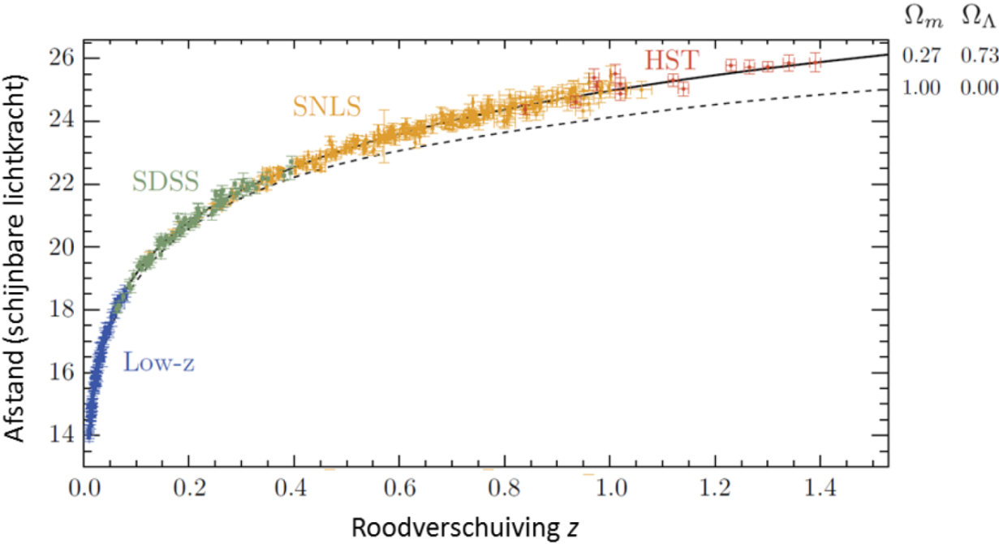 Ωm ΩΛ
0.27 0.73
1.00 0.00
26
24
22
20
18
16
14
HST
SNLS
SDSS
Low-z
Afstand (schijnbare lichtkracht)
0.0 0.2 0.4 0.6 0.8 1.0 1.2 1.4
Roodverschuiving z